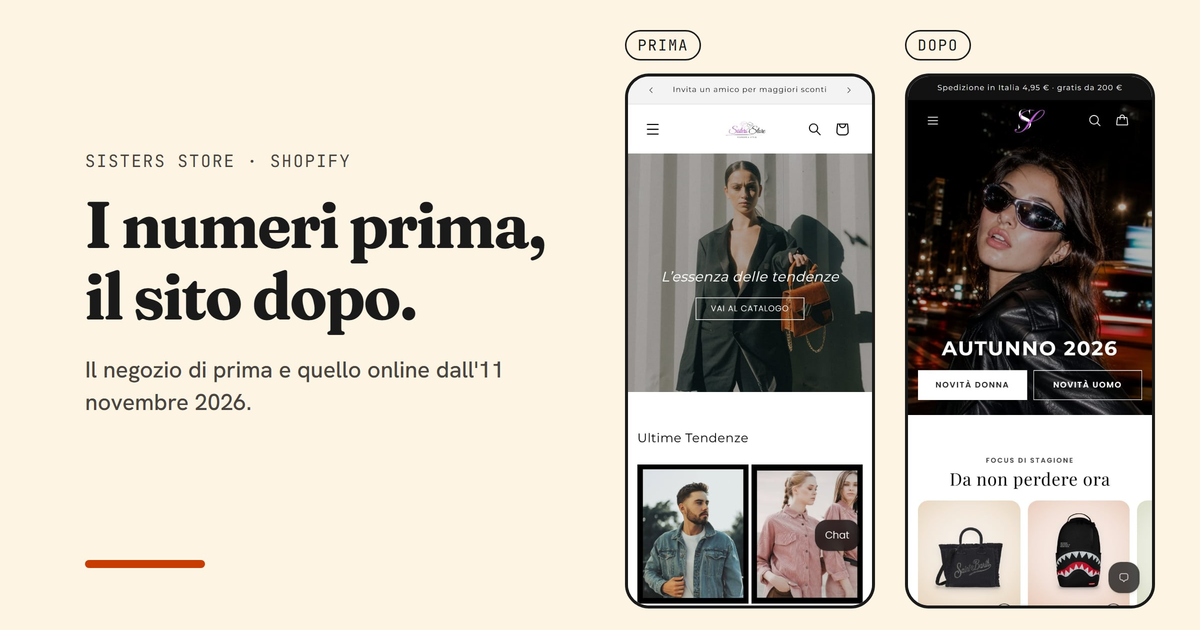 SISTERS STORE · SHOPIFY
I numeri prima,
il sito dopo.
Il negozio di prima e quello online dall'11
novembre 2026.
PRIMA
Invita un amico per maggiori sconti
Sisters Store
L'essenza delle tendenze
VAI AL CATALOGO
Ultime Tendenze
Chat
DOPO
Spedizione in Italia 4,95 € · gratis da 200 €
AUTUNNO 2026
NOVITÀ DONNA
NOVITÀ UOMO
FOCUS DI STAGIONE
Da non perdere ora